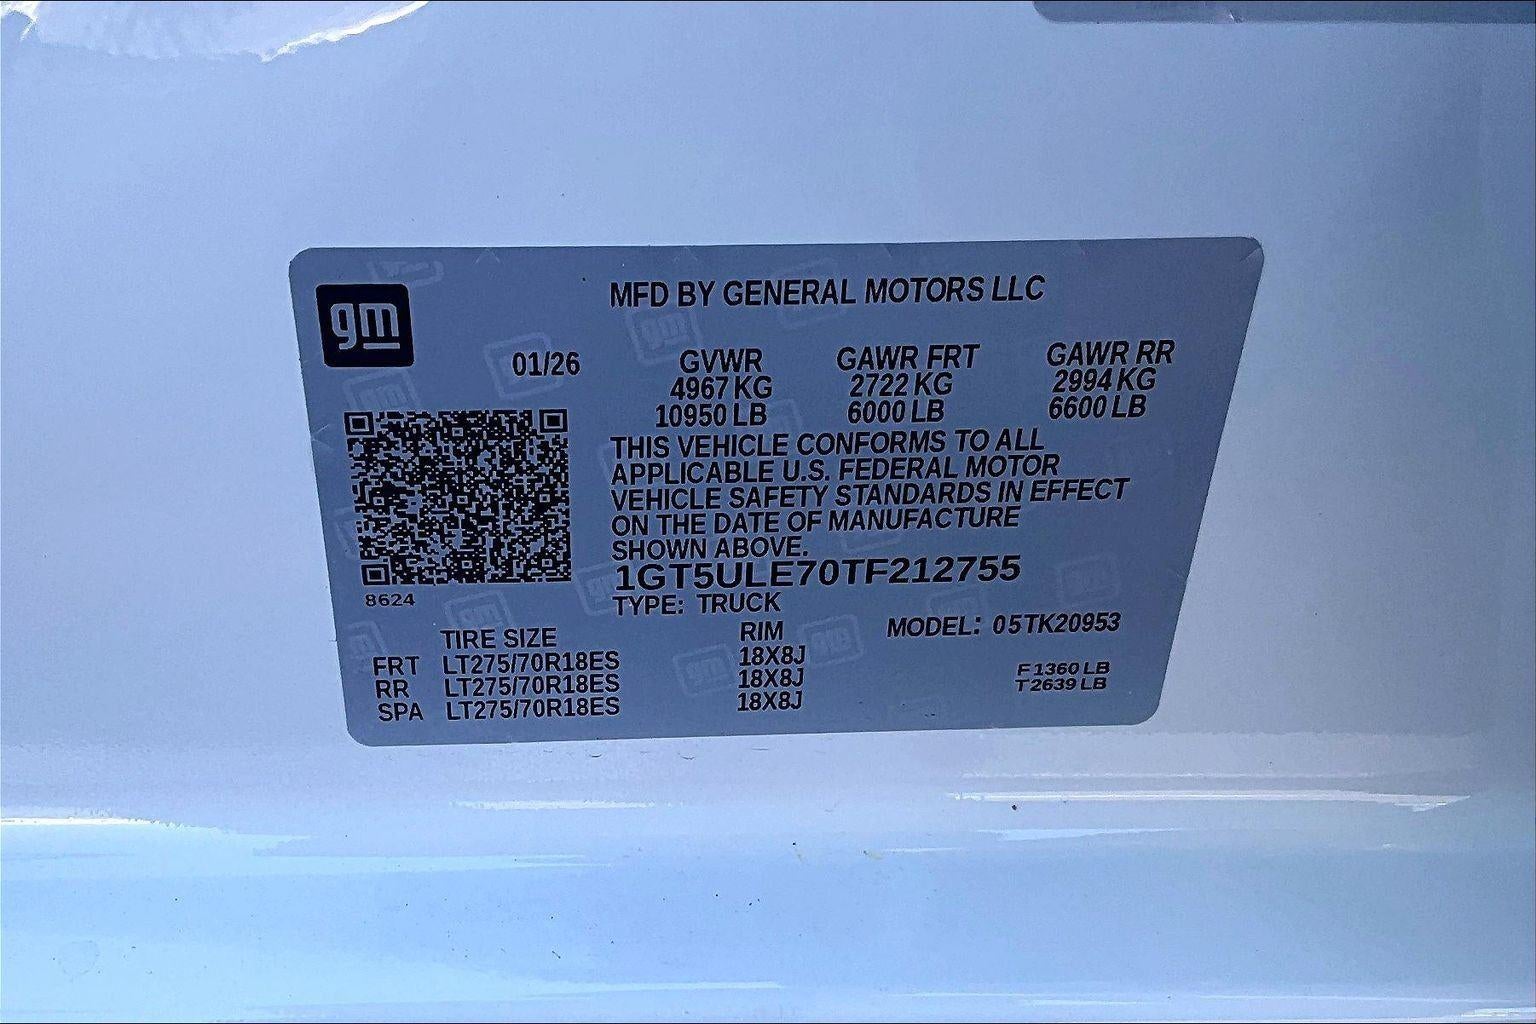 gm
MFD BY GENERAL MOTORS LLC
01/26 GVWR GAWR FRT GAWR RR
4967 KG 2722 KG 2994 KG
10950 LB 6000 LB 6600 LB
THIS VEHICLE CONFORMS TO ALL
APPLICABLE U.S. FEDERAL MOTOR
VEHICLE SAFETY STANDARDS IN EFFECT
ON THE DATE OF MANUFACTURE
SHOWN ABOVE.
1GT5ULE70TF212755
8624
TYPE: TRUCK
TIRE SIZE RIM MODEL: 05TK20953
FRT LT275/70R18ES 18X8J
RR LT275/70R18ES 18X8J
SPA LT275/70R18ES 18X8J
F 1360 LB
T 2639 LB